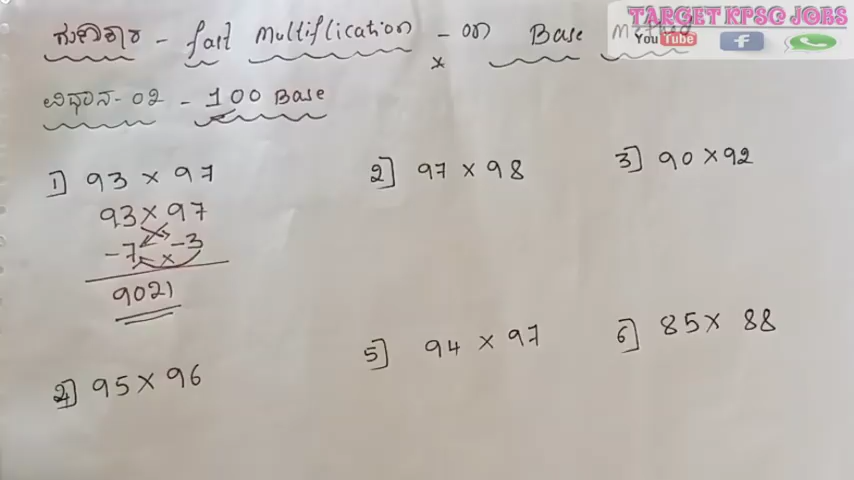 ಗುಣಾಕಾರ - fast Multiflication - ನ Base
ವಿಧಾನ-02 - 100 Base
TARGET KPSC JOBS
YouTube
1] 93 × 97
93 × 97
-7 × -3
9021
2] 97 × 98
3] 90 × 92
4] 95 × 96
5] 94 × 97
6] 85 × 88